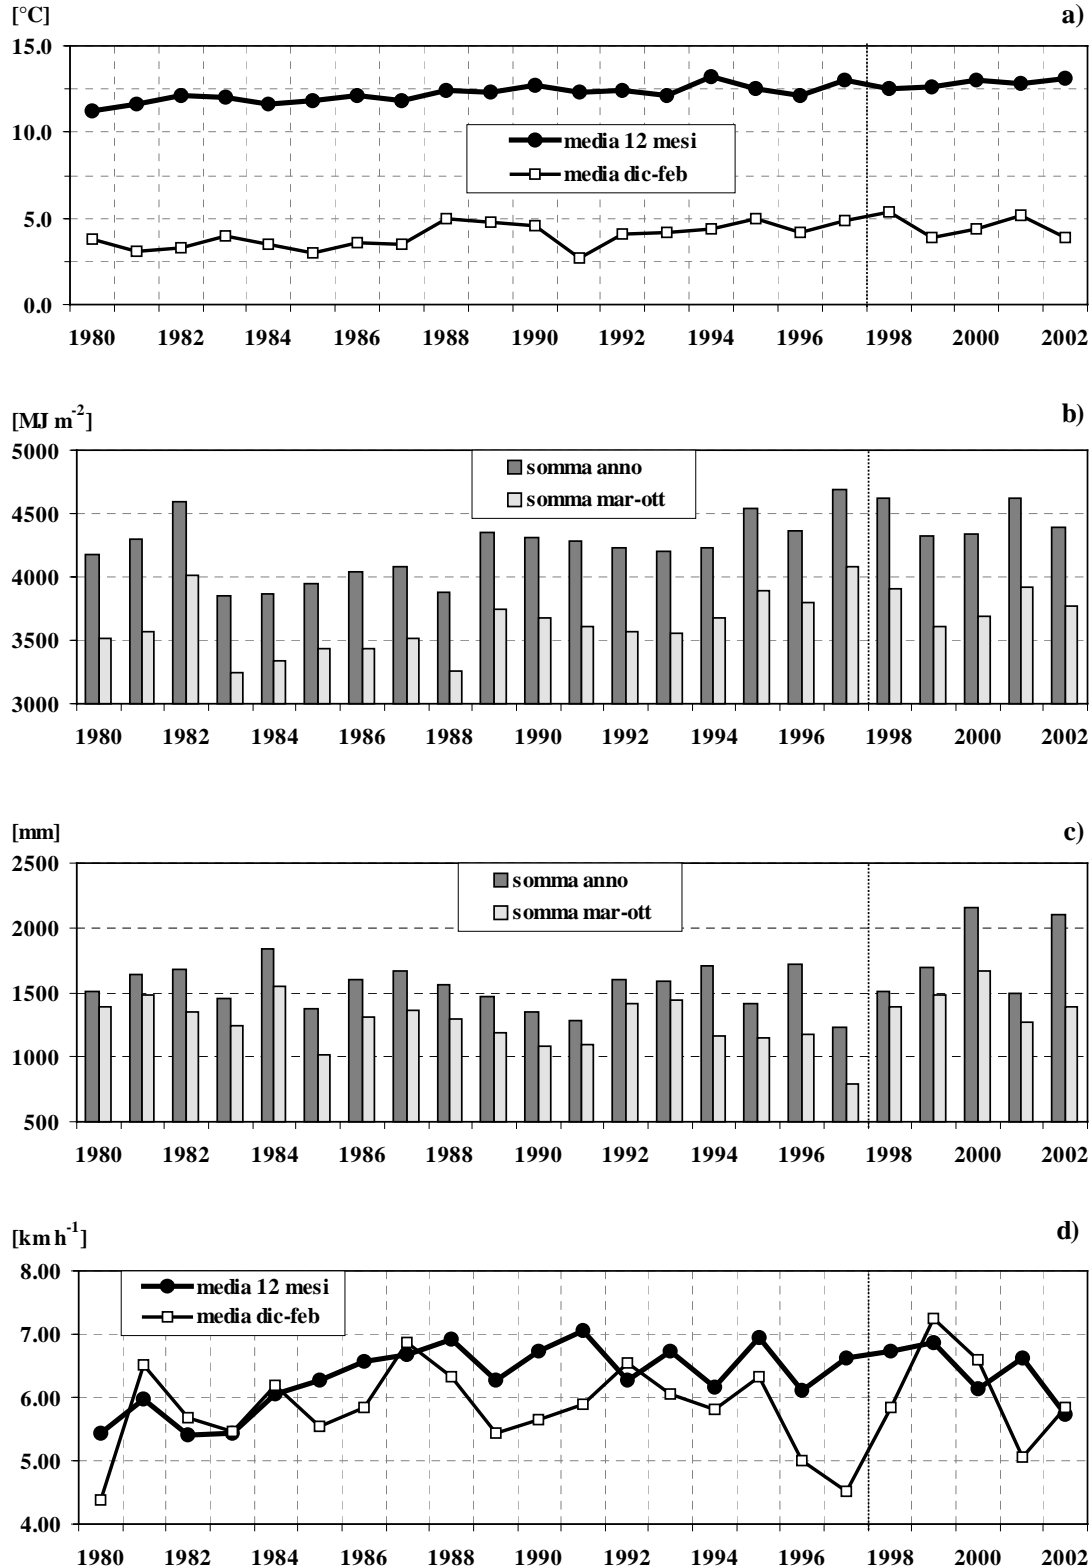 [°C]
a)
15.0
10.0
5.0
0.0
media 12 mesi
media dic-feb
1980 1982 1984 1986 1988 1990 1992 1994 1996 1998 2000 2002
[MJ m-2]
b)
5000
4500
4000
3500
3000
somma anno
somma mar-ott
1980 1982 1984 1986 1988 1990 1992 1994 1996 1998 2000 2002
[mm]
c)
2500
2000
1500
1000
500
somma anno
somma mar-ott
1980 1982 1984 1986 1988 1990 1992 1994 1996 1998 2000 2002
[km h-1]
d)
8.00
7.00
6.00
5.00
4.00
media 12 mesi
media dic-feb
1980 1982 1984 1986 1988 1990 1992 1994 1996 1998 2000 2002